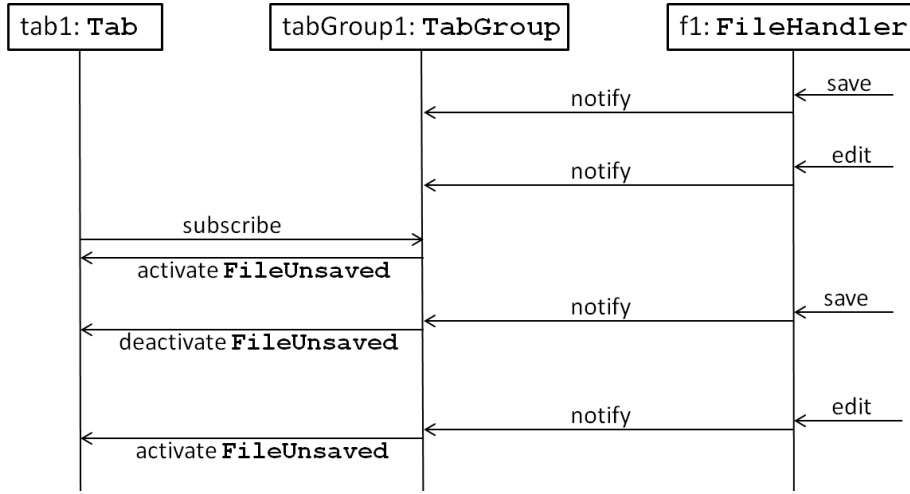 tab1: Tab
tabGroup1: TabGroup
f1: FileHandler
save
notify
edit
notify
subscribe
activate FileUnsaved
save
notify
deactivate FileUnsaved
edit
notify
activate FileUnsaved